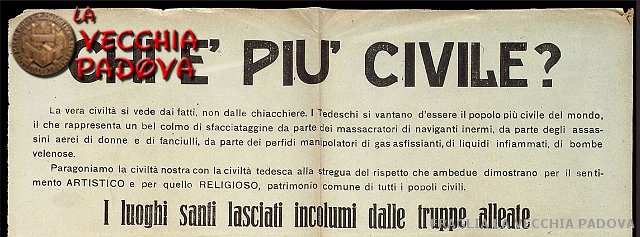 LA
VECCHIA
PADOVA
CHI E' PIU' CIVILE?
La vera civiltà si vede dai fatti, non dalle chiacchiere. I Tedeschi si vantano d'essere il popolo più civile del mondo,
il che rappresenta un bel colmo di sfacciataggine da parte dei massacratori di naviganti inermi, da parte degli assas-
sini aerei di donne e di fanciulli, da parte dei perfidi manipolatori di gas asfissianti, di liquidi infiammati, di bombe
velenose.
Paragoniamo la civiltà nostra con la civiltà tedesca alla stregua del rispetto che ambedue dimostrano per il sen ti-
mento ARTISTICO e per quello RELIGIOSO, patrimonio comune di tutti i popoli civili.
I luoghi santi lasciati incolumi dalle truppe alleate
FRAGLIA LA VECCHIA PADOVA